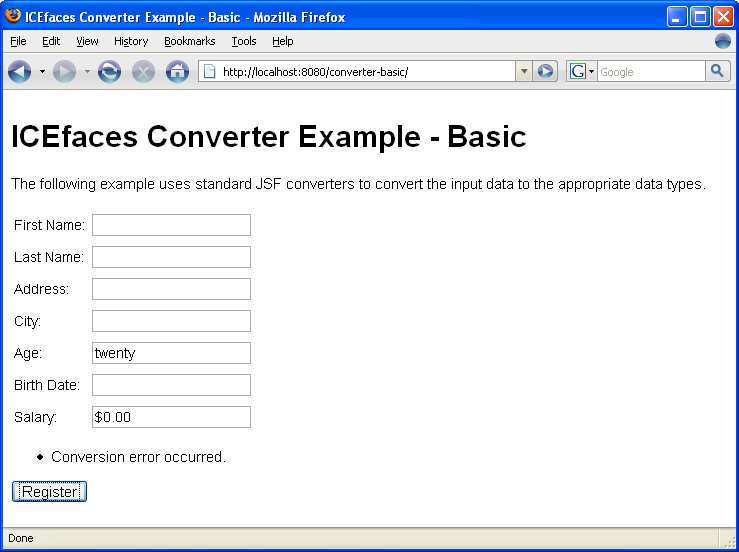 ICEfaces Converter Example - Basic - Mozilla Firefox
File Edit View History Bookmarks Tools Help
http://localhost:8080/converter-basic/ G Google
ICEfaces Converter Example - Basic
The following example uses standard JSF converters to convert the input data to the appropriate data types.
First Name:
Last Name:
Address:
City:
Age: twenty
Birth Date:
Salary: $0.00
• Conversion error occurred.
Register
Done